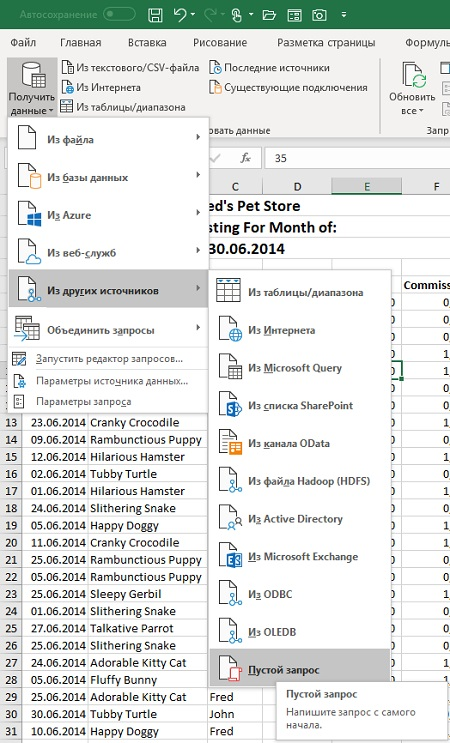 Автосохранение
Файл Главная Вставка Рисование Разметка страницы Формулы
Получить данные
Из текстового/CSV-файла
Из Интернета
Из таблицы/диапазона
Последние источники
Существующие подключения
Обновить все
Из файла
Из базы данных
Из Azure
Из веб-служб
Из других источников
Объединить запросы
Запустить редактор запросов...
Параметры источника данных...
Параметры запроса
fx 35
C D E F
ed's Pet Store
sting For Month of:
30.06.2014
Commiss
Из таблицы/диапазона
Из Интернета
Из Microsoft Query
Из списка SharePoint
Из канала OData
Из файла Hadoop (HDFS)
Из Active Directory
Из Microsoft Exchange
Из ODBC
Из OLEDB
Пустой запрос
Пустой запрос
Напишите запрос с самого начала.
13 23.06.2014 Cranky Crocodile
14 09.06.2014 Rambunctious Puppy
15 12.06.2014 Hilarious Hamster
16 02.06.2014 Tubby Turtle
17 01.06.2014 Hilarious Hamster
18 24.06.2014 Slithering Snake
19 05.06.2014 Happy Doggy
20 11.06.2014 Cranky Crocodile
21 25.06.2014 Rambunctious Puppy
22 05.06.2014 Rambunctious Puppy
23 25.06.2014 Sleepy Gerbil
24 01.06.2014 Slithering Snake
25 27.06.2014 Talkative Parrot
26 25.06.2014 Slithering Snake
27 24.06.2014 Adorable Kitty Cat
28 05.06.2014 Fluffy Bunny
29 25.06.2014 Adorable Kitty Cat Fred
30 30.06.2014 Tubby Turtle John
31 10.06.2014 Happy Doggy Fred